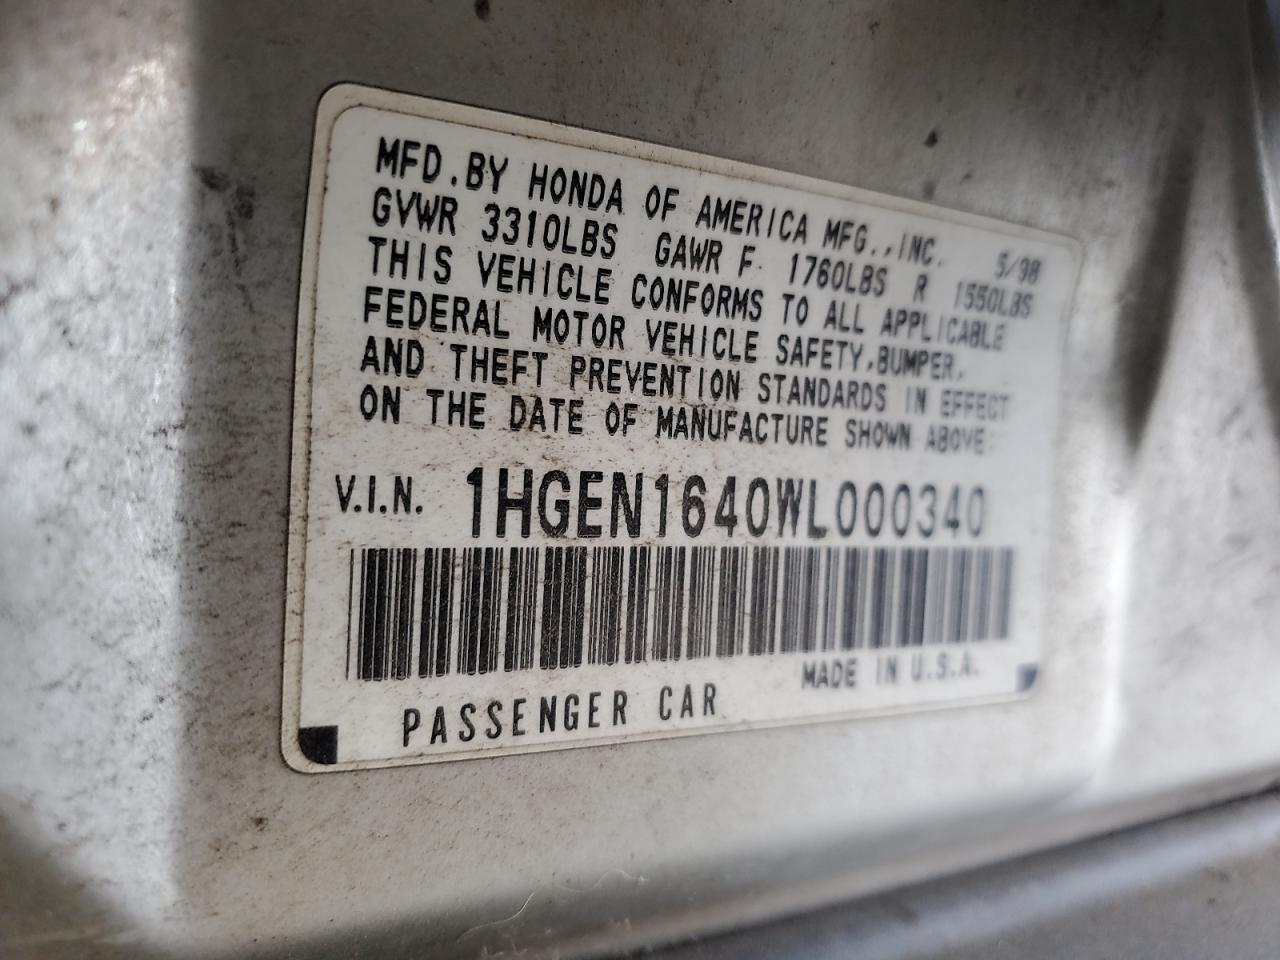 MFD.BY HONDA OF AMERICA MFG.,INC. 5/98
GVWR 3310LBS GAWR F 1760LBS R 1550LBS
THIS VEHICLE CONFORMS TO ALL APPLICABLE
FEDERAL MOTOR VEHICLE SAFETY,BUMPER,
AND THEFT PREVENTION STANDARDS IN EFFECT
ON THE DATE OF MANUFACTURE SHOWN ABOVE.
V.I.N. 1HGEN1640WL000340
MADE IN U.S.A.
PASSENGER CAR